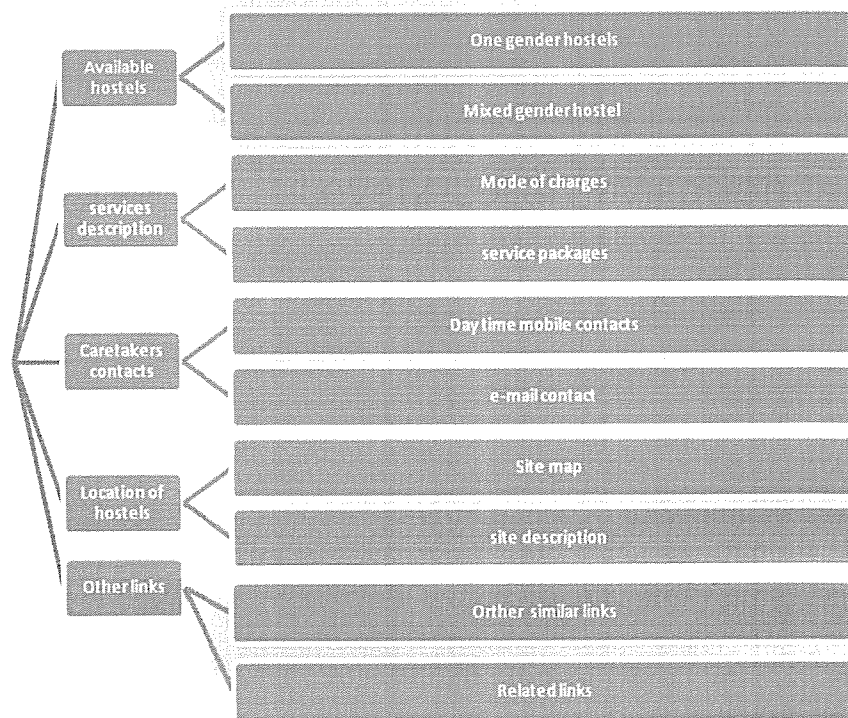 Available
hostels
One gender hostels
Mixed gender hostel
services
description
Mode of charges
service packages
Caretakers
contacts
Day time mobile contacts
e-mail contact
Location of
hostels
Site map
site description
Other links
Orther similar links
Related links